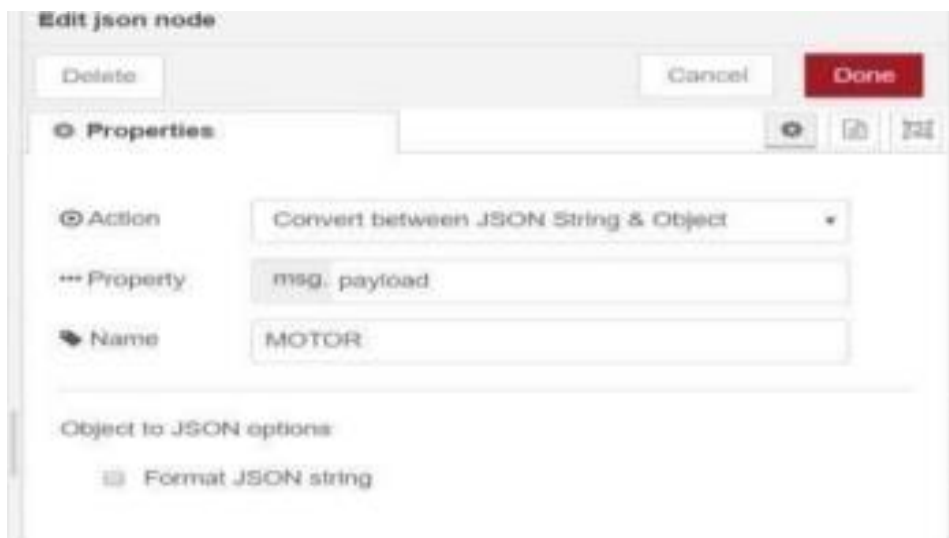 Edit json node
Delete
Cancel
Done
Properties
Action
Convert between JSON String & Object
Property
msg. payload
Name
MOTOR
Object to JSON options
Format JSON string